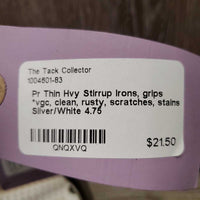 The Tack Collector
1004601-83
Pr Thin Hvy Stirrup Irons, grips
*vgc, clean, rusty, scratches, stains
Silver/White 4.75
QNQXVQ
$21.50